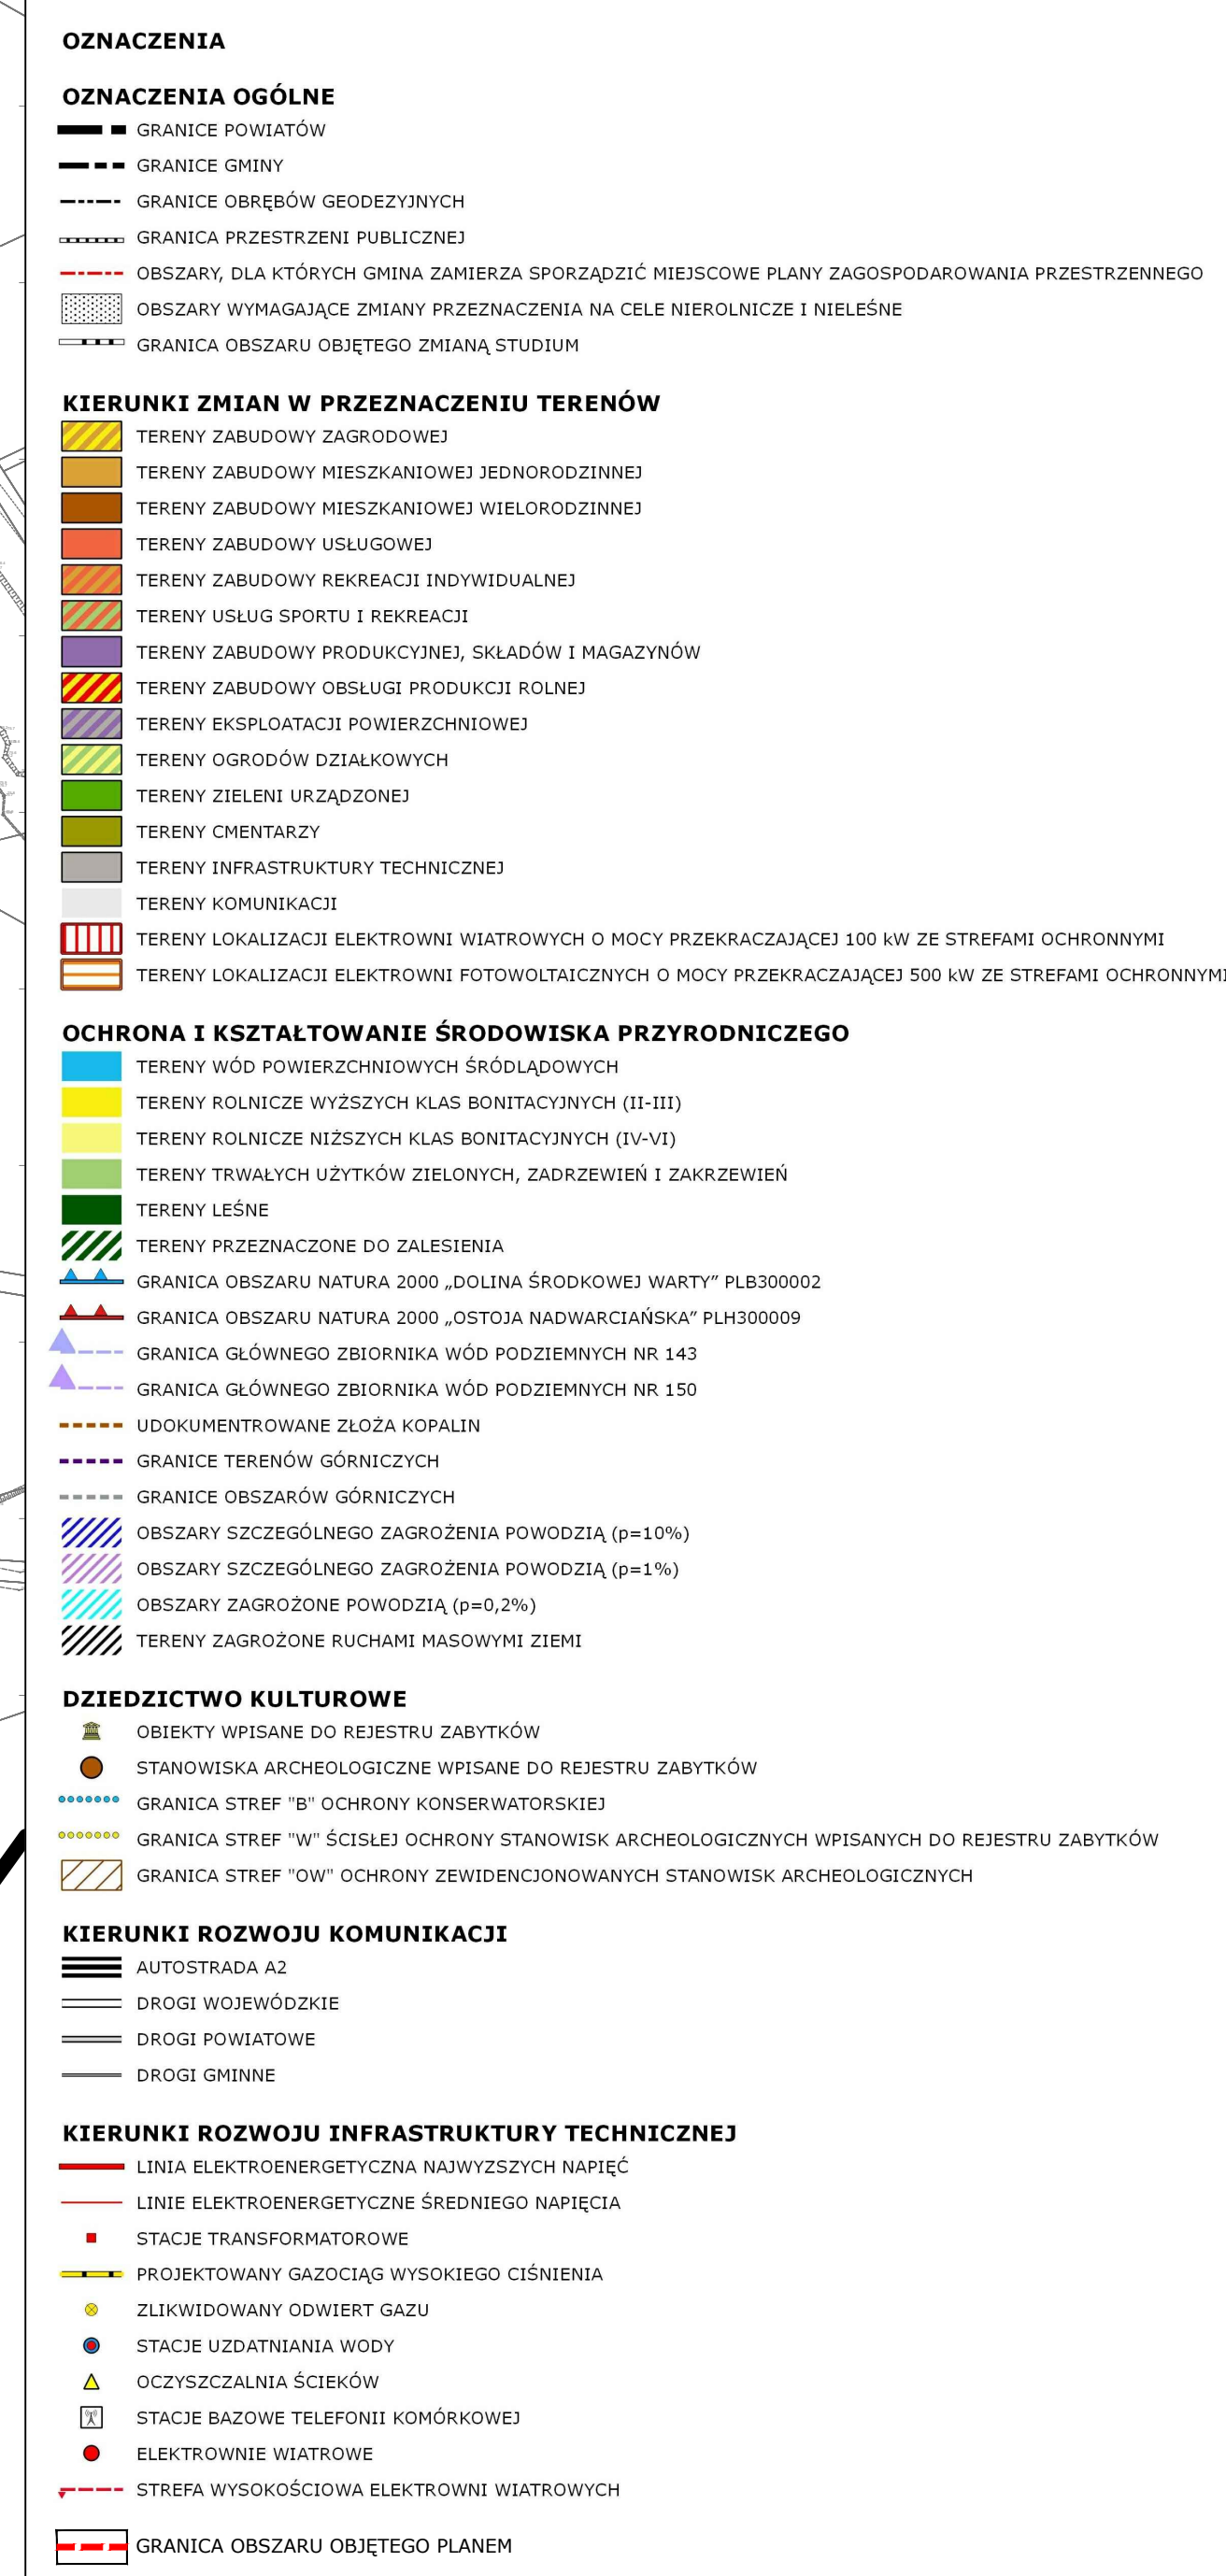 OZNACZENIA
OZNACZENIA OGÓLNE
GRANICE POWIATÓW
GRANICE GMINY
GRANICE OBRĘBÓW GEODEZYJNYCH
GRANICA PRZESTRZENI PUBLICZNEJ
OBSZARY, DLA KTÓRYCH GMINA ZAMIERZA SPORZĄDZIĆ MIEJSCOWE PLANY ZAGOSPODAROWANIA PRZESTRZENNEGO
OBSZARY WYMAGAJĄCE ZMIANY PRZEZNACZENIA NA CELE NIEROLNICZE I NIELEŚNE
GRANICA OBSZARU OBJĘTEGO ZMIANĄ STUDIUM
KIERUNKI ZMIAN W PRZEZNACZENIU TERENÓW
TERENY ZABUDOWY ZAGRODOWEJ
TERENY ZABUDOWY MIESZKANIOWEJ JEDNORODZINNEJ
TERENY ZABUDOWY MIESZKANIOWEJ WIELORODZINNEJ
TERENY ZABUDOWY USŁUGOWEJ
TERENY ZABUDOWY REKREACJI INDYWIDUALNEJ
TERENY USŁUG SPORTU I REKREACJI
TERENY ZABUDOWY PRODUKCYJNEJ, SKŁADÓW I MAGAZYNÓW
TERENY ZABUDOWY OBSŁUGI PRODUKCJI ROLNEJ
TERENY EKSPLOATACJI POWIERZCHNIOWEJ
TERENY OGRODÓW DZIAŁKOWYCH
TERENY ZIELENI URZĄDZONEJ
TERENY CMENTARZY
TERENY INFRASTRUKTURY TECHNICZNEJ
TERENY KOMUNIKACJI
TERENY LOKALIZACJI ELEKTROWNI WIATROWYCH O MOCY PRZEKRACZAJĄCEJ 100 kW ZE STREFAMI OCHRONNYMI
TERENY LOKALIZACJI ELEKTROWNI FOTOWOLTAICZNYCH O MOCY PRZEKRACZAJĄCEJ 500 kW ZE STREFAMI OCHRONNYMI
OCHRONA I KSZTAŁTOWANIE ŚRODOWISKA PRZYRODNICZEGO
TERENY WÓD POWIERZCHNIOWYCH ŚRÓDLĄDOWYCH
TERENY ROLNICZE WYŻSZYCH KLAS BONITACYJNYCH (II-III)
TERENY ROLNICZE NIŻSZYCH KLAS BONITACYJNYCH (IV-VI)
TERENY TRWAŁYCH UŻYTKÓW ZIELONYCH, ZADRZEWIEŃ I ZAKRZEWIEŃ
TERENY LEŚNE
TERENY PRZEZNACZONE DO ZALESIENIA
GRANICA OBSZARU NATURA 2000 „DOLINA ŚRODKOWEJ WARTY” PLB300002
GRANICA OBSZARU NATURA 2000 „OSTOJA NADWARCIAŃSKA” PLH300009
GRANICA GŁÓWNEGO ZBIORNIKA WÓD PODZIEMNYCH NR 143
GRANICA GŁÓWNEGO ZBIORNIKA WÓD PODZIEMNYCH NR 150
UDOKUMENTROWANE ZŁOŻA KOPALIN
GRANICE TERENÓW GÓRNICZYCH
GRANICE OBSZARÓW GÓRNICZYCH
OBSZARY SZCZEGÓLNEGO ZAGROŻENIA POWODZIĄ (p=10%)
OBSZARY SZCZEGÓLNEGO ZAGROŻENIA POWODZIĄ (p=1%)
OBSZARY ZAGROŻONE POWODZIĄ (p=0,2%)
TERENY ZAGROŻONE RUCHAMI MASOWYMI ZIEMI
DZIEDZICTWO KULTUROWE
OBIEKTY WPISANE DO REJESTRU ZABYTKÓW
STANOWISKA ARCHEOLOGICZNE WPISANE DO REJESTRU ZABYTKÓW
GRANICA STREF "B" OCHRONY KONSERWATORSKIEJ
GRANICA STREF "W" ŚCISŁEJ OCHRONY STANOWISK ARCHEOLOGICZNYCH WPISANYCH DO REJESTRU ZABYTKÓW
GRANICA STREF "OW" OCHRONY ZEWIDENCJONOWANYCH STANOWISK ARCHEOLOGICZNYCH
KIERUNKI ROZWOJU KOMUNIKACJI
AUTOSTRADA A2
DROGI WOJEWÓDZKIE
DROGI POWIATOWE
DROGI GMINNE
KIERUNKI ROZWOJU INFRASTRUKTURY TECHNICZNEJ
LINIA ELEKTROENERGETYCZNA NAJWYZSZYCH NAPIĘĆ
LINIE ELEKTROENERGETYCZNE ŚREDNIEGO NAPIĘCIA
STACJE TRANSFORMATOROWE
PROJEKTOWANY GAZOCIĄG WYSOKIEGO CIŚNIENIA
ZLIKWIDOWANY ODWIERT GAZU
STACJE UZDATNIANIA WODY
OCZYSZCZALNIA ŚCIEKÓW
STACJE BAZOWE TELEFONII KOMÓRKOWEJ
ELEKTROWNIE WIATROWE
STREFA WYSOKOŚCIOWA ELEKTROWNI WIATROWYCH
GRANICA OBSZARU OBJĘTEGO PLANEM